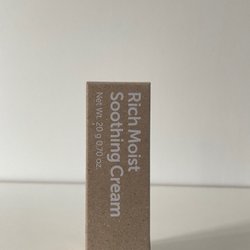 Rich Moist
Soothing Cream
Net Wt. 20 g 0.70 oz.